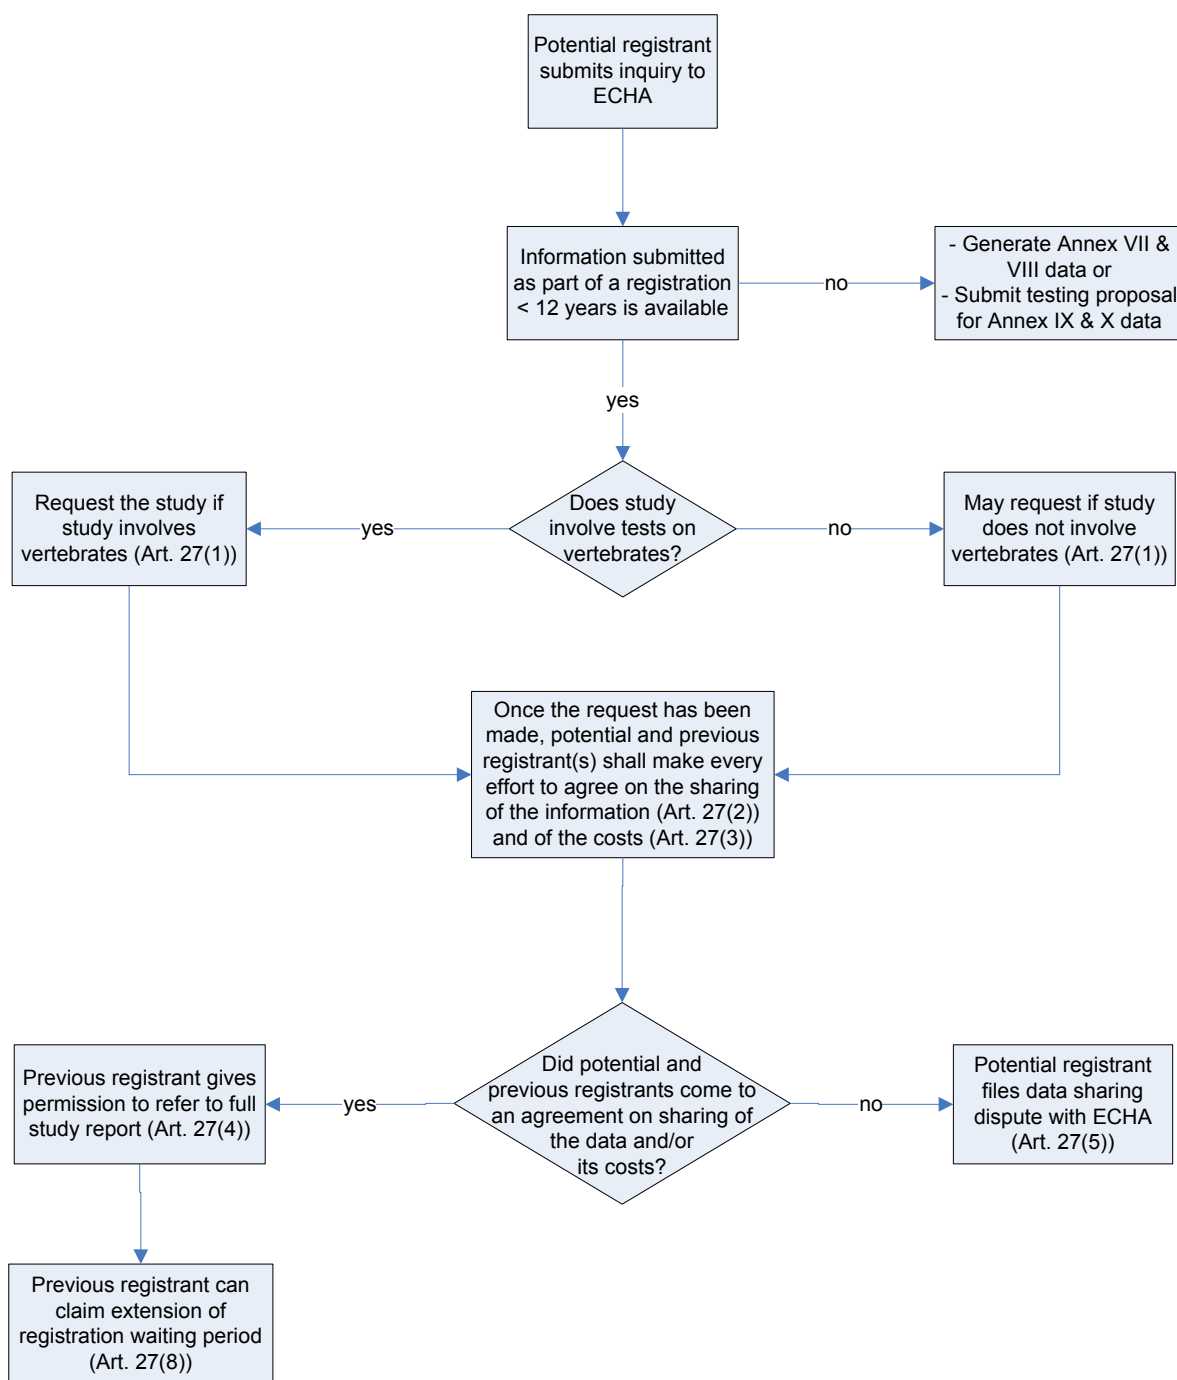 Potential registrant
submits inquiry to
ECHA
Information submitted
as part of a registration
< 12 years is available
no
- Generate Annex VII &
VIII data or
- Submit testing proposal
for Annex IX & X data
yes
Request the study if
study involves
vertebrates (Art. 27(1))
yes
Does study
involve tests on
vertebrates?
no
May request if study
does not involve
vertebrates (Art. 27(1))
Once the request has been
made, potential and previous
registrant(s) shall make every
effort to agree on the sharing
of the information (Art. 27(2))
and of the costs (Art. 27(3))
Previous registrant gives
permission to refer to full
study report (Art. 27(4))
yes
Did potential and
previous registrants come to
an agreement on sharing of
the data and/or
its costs?
no
Potential registrant
files data sharing
dispute with ECHA
(Art. 27(5))
Previous registrant can
claim extension of
registration waiting period
(Art. 27(8))